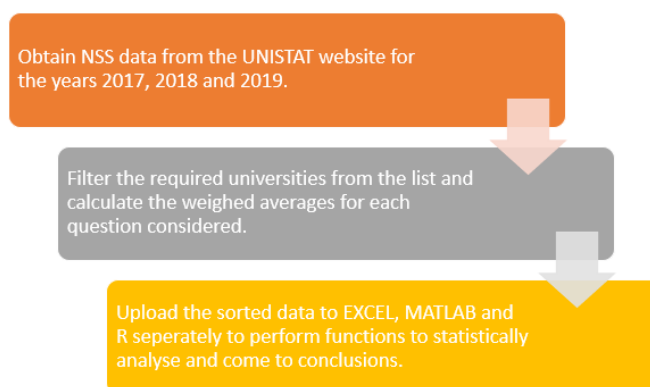 Obtain NSS data from the UNISTAT website for
the years 2017, 2018 and 2019.
Filter the required universities from the list and
calculate the weighed averages for each
question considered.
Upload the sorted data to EXCEL, MATLAB and
R seperately to perform functions to statistically
analyse and come to conclusions.